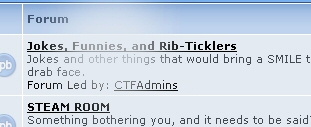 Forum
Jokes, Funnies, and Rib-Ticklers
Jokes and other things that would bring a SMILE t
drab face.
Forum Led by: CTFAdmins
pb
STEAM ROOM
Something bothering you, and it needs to be said?